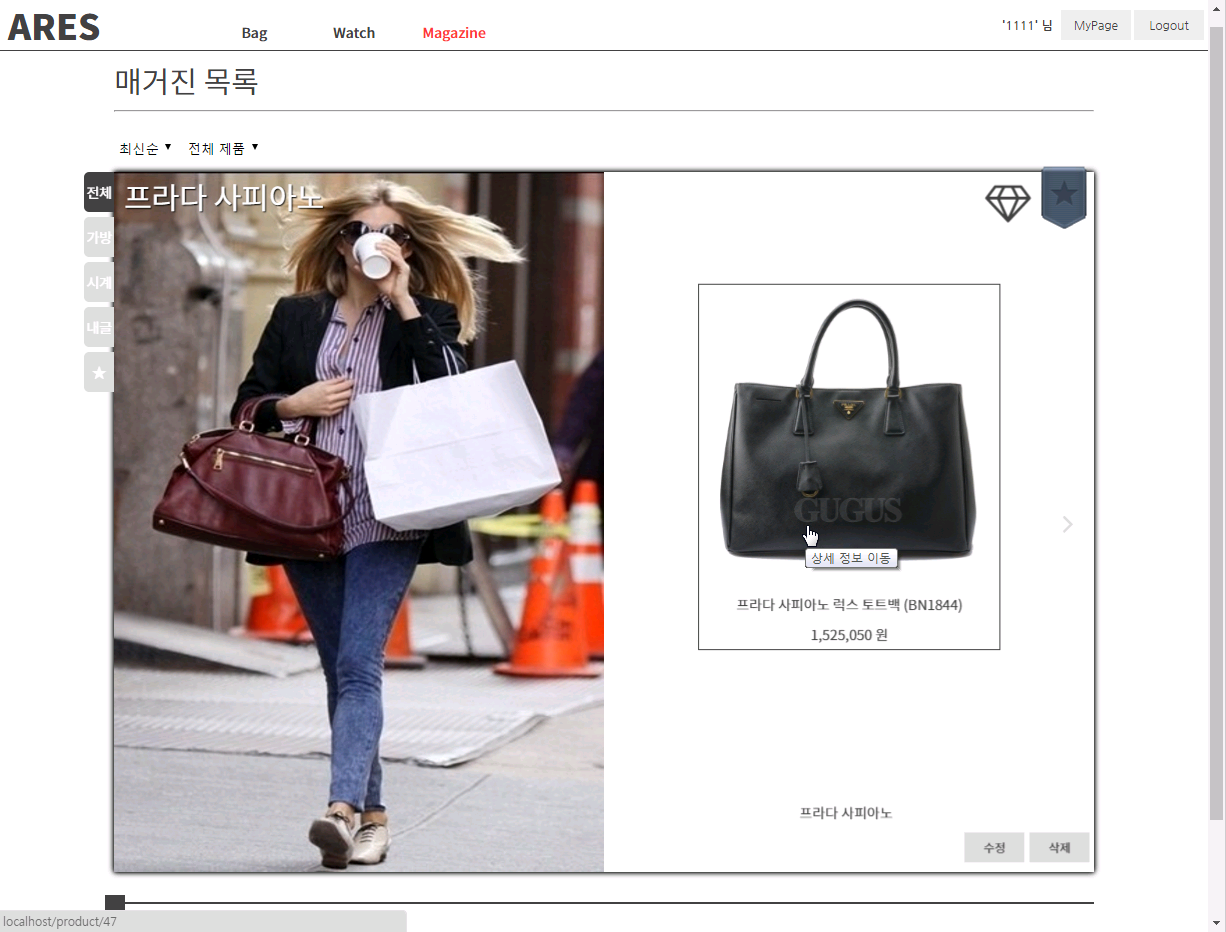 ARES
Bag
Watch
Magazine
'1111' 님
MyPage
Logout
매거진 목록
최신순 ▼
전체 제품 ▼
전체
가방
시계
내글
★
프라다 사피아노
GUGUS
상세 정보 이동
프라다 사피아노 럭스 토트백 (BN1844)
1,525,050 원
프라다 사피아노
수정
삭제
localhost/product/47